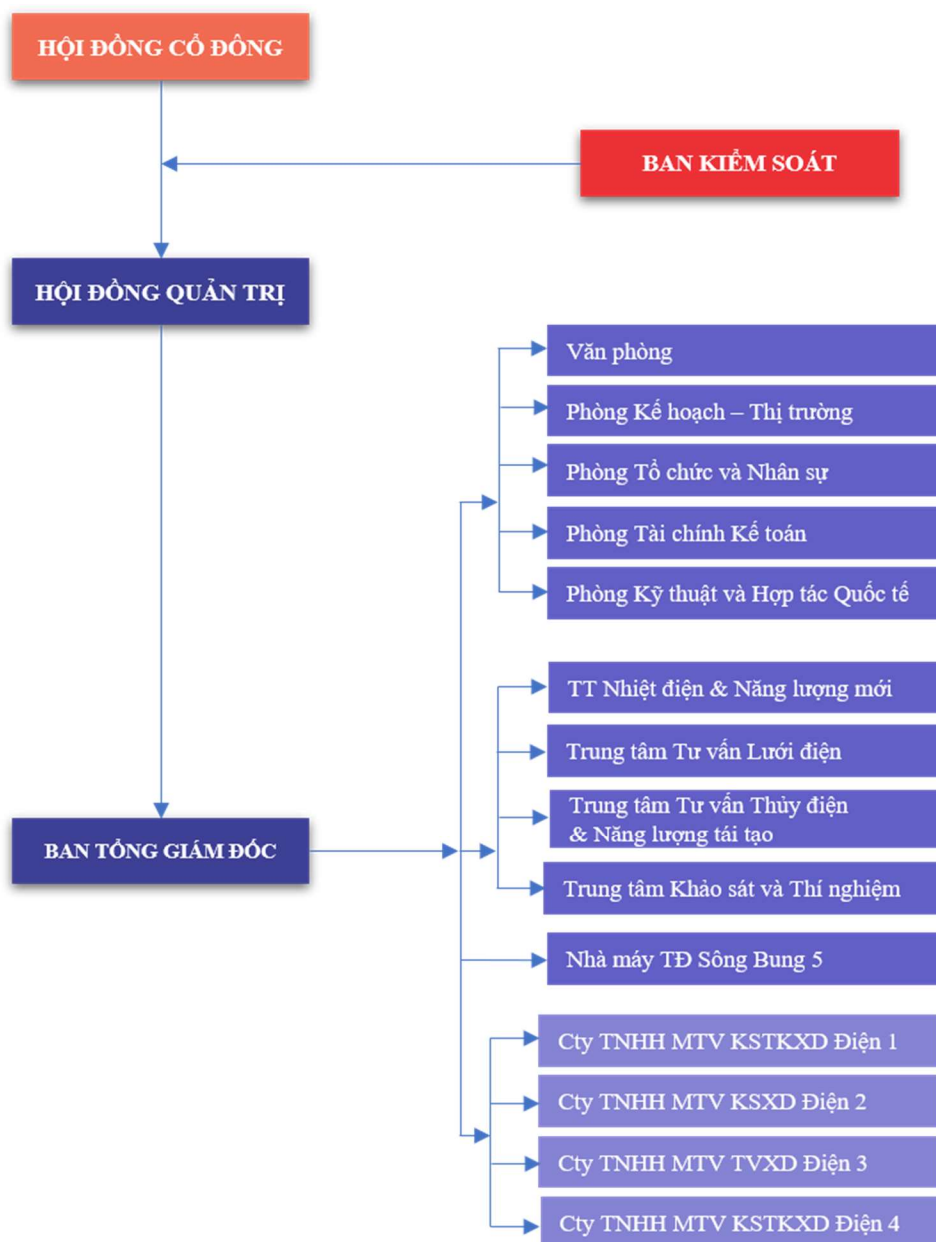 HỘI ĐỒNG CỔ ĐÔNG
BAN KIỂM SOÁT
HỘI ĐỒNG QUẢN TRỊ
Văn phòng
Phòng Kế hoạch – Thị trường
Phòng Tổ chức và Nhân sự
Phòng Tài chính Kế toán
Phòng Kỹ thuật và Hợp tác Quốc tế
TT Nhiệt điện & Năng lượng mới
Trung tâm Tư vấn Lưới điện
Trung tâm Tư vấn Thủy điện
& Năng lượng tái tạo
BAN TỔNG GIÁM ĐỐC
Trung tâm Khảo sát và Thí nghiệm
Nhà máy TĐ Sông Bung 5
Cty TNHH MTV KSTKXD Điện 1
Cty TNHH MTV KSXD Điện 2
Cty TNHH MTV TVXD Điện 3
Cty TNHH MTV KSTKXD Điện 4